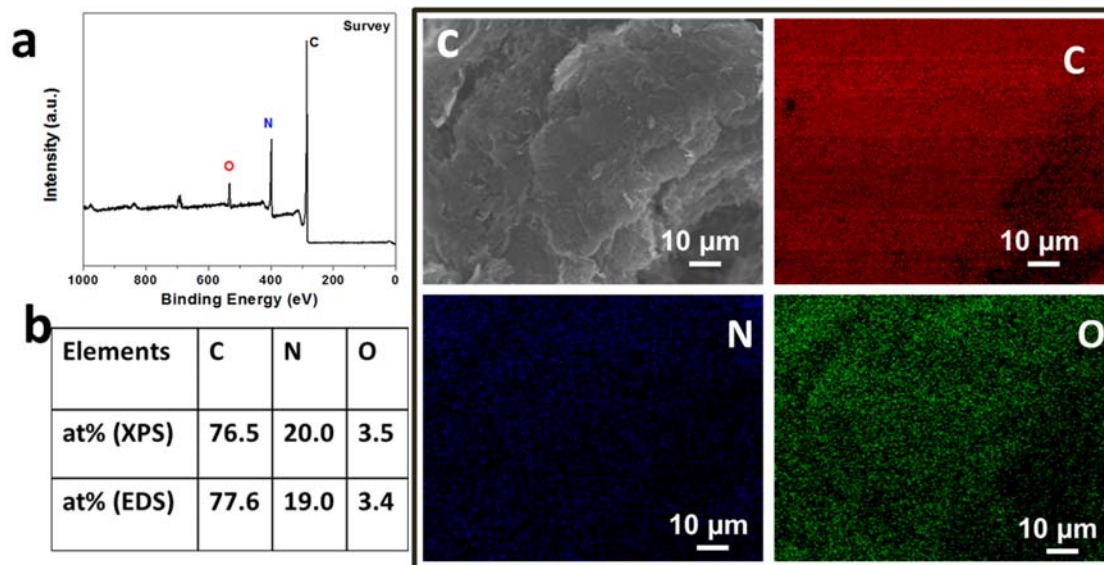 a
Survey
C
N
O
Intensity (a.u.)
1000 800 600 400 200 0
Binding Energy (eV)
b
Elements C N O
at% (XPS) 76.5 20.0 3.5
at% (EDS) 77.6 19.0 3.4
c
10 µm
C
10 µm
N
10 µm
O
10 µm